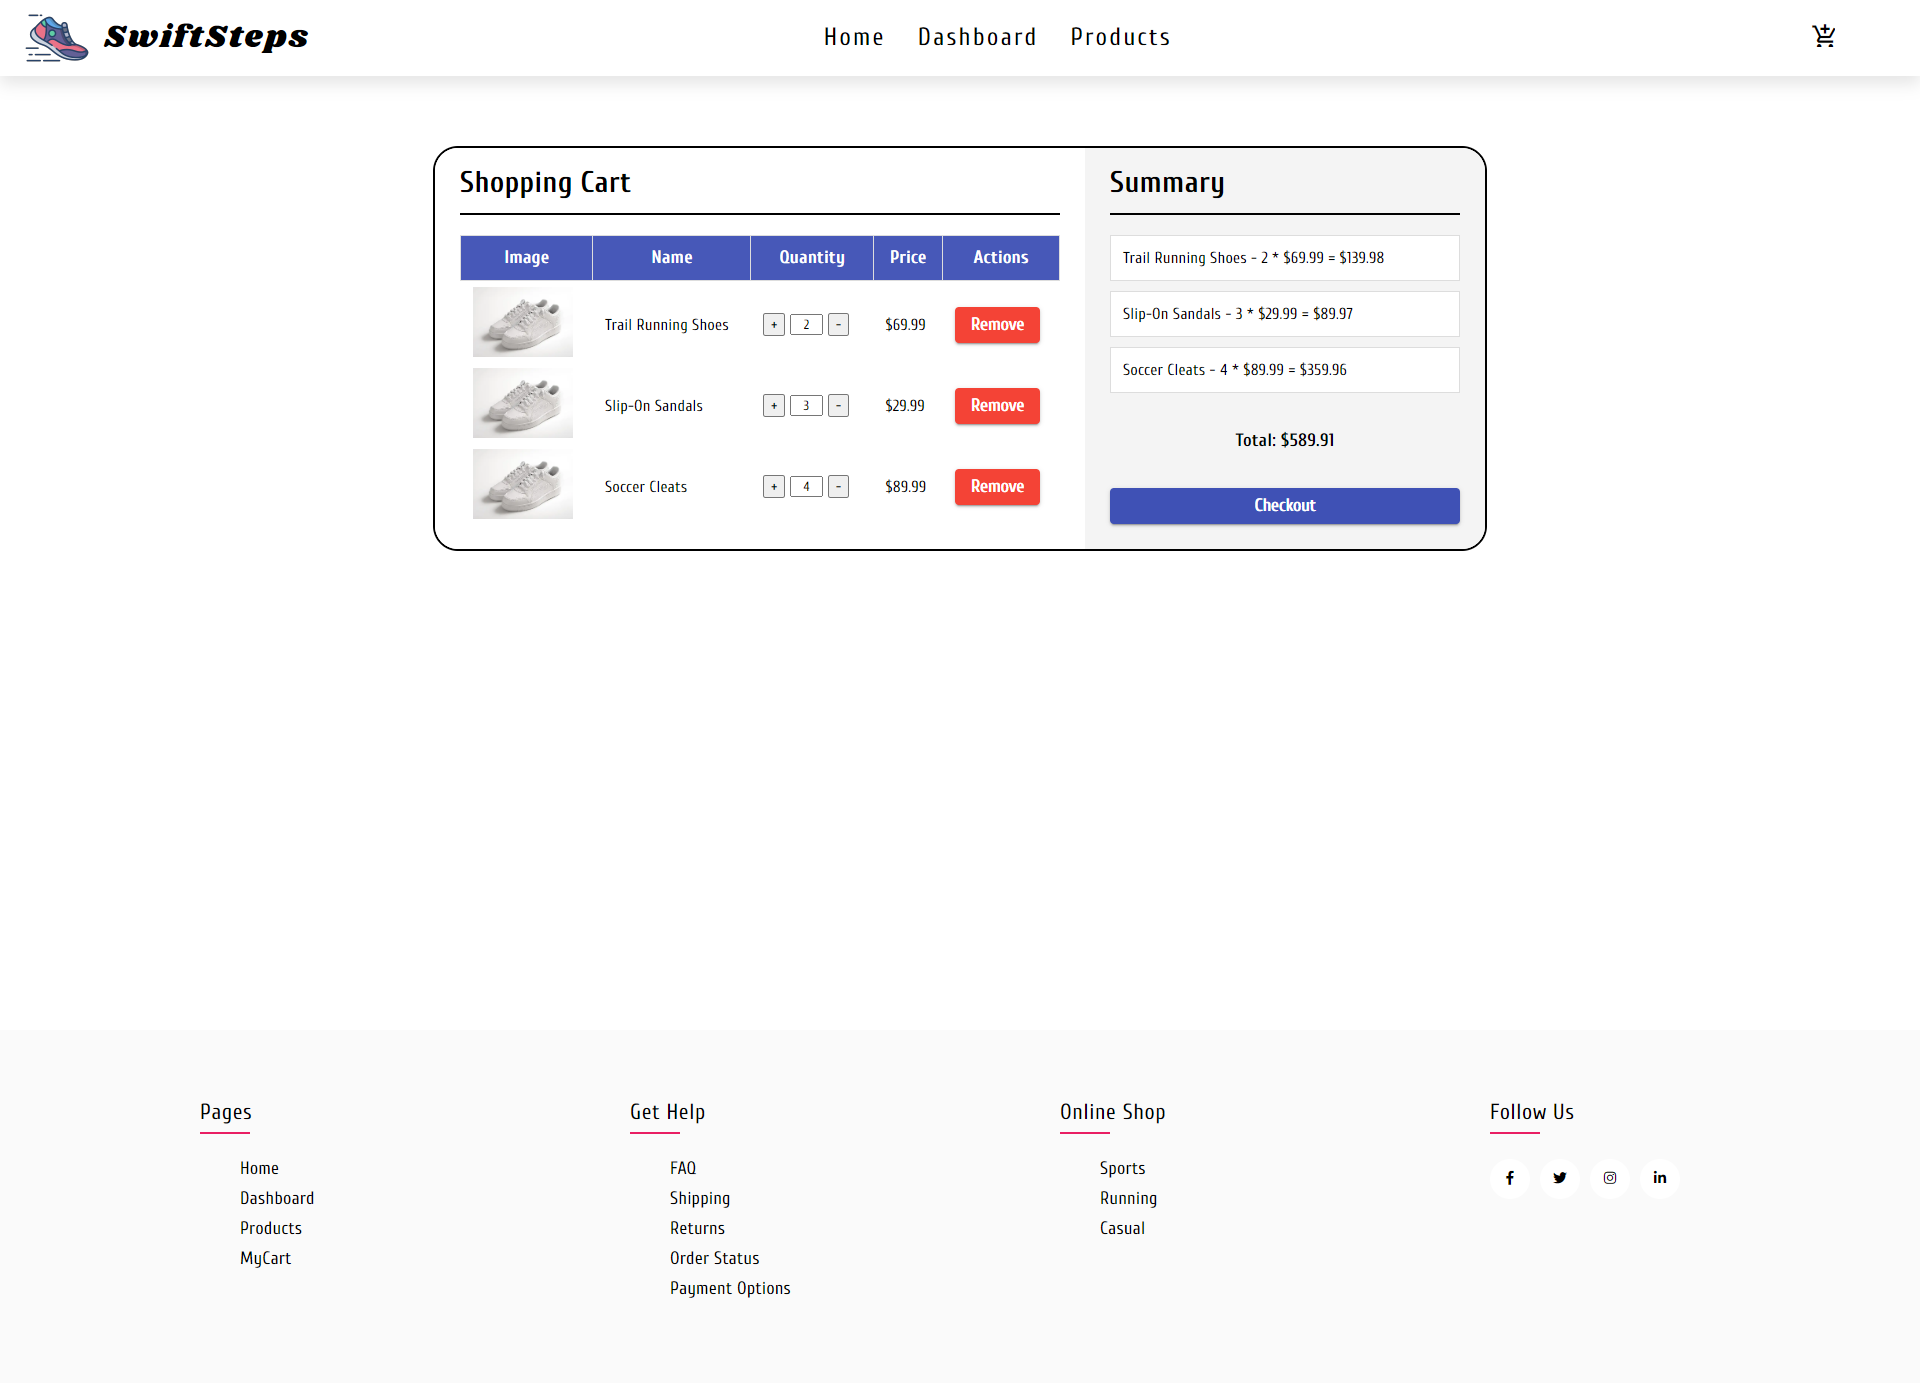 SwiftSteps
Home Dashboard Products
Shopping Cart
Image Name Quantity Price Actions
Trail Running Shoes + 2 - $69.99 Remove
Slip-On Sandals + 3 - $29.99 Remove
Soccer Cleats + 4 - $89.99 Remove
Summary
Trail Running Shoes - 2 * $69.99 = $139.98
Slip-On Sandals - 3 * $29.99 = $89.97
Soccer Cleats - 4 * $89.99 = $359.96
Total: $589.91
Checkout
Pages
Home
Dashboard
Products
MyCart
Get Help
FAQ
Shipping
Returns
Order Status
Payment Options
Online Shop
Sports
Running
Casual
Follow Us